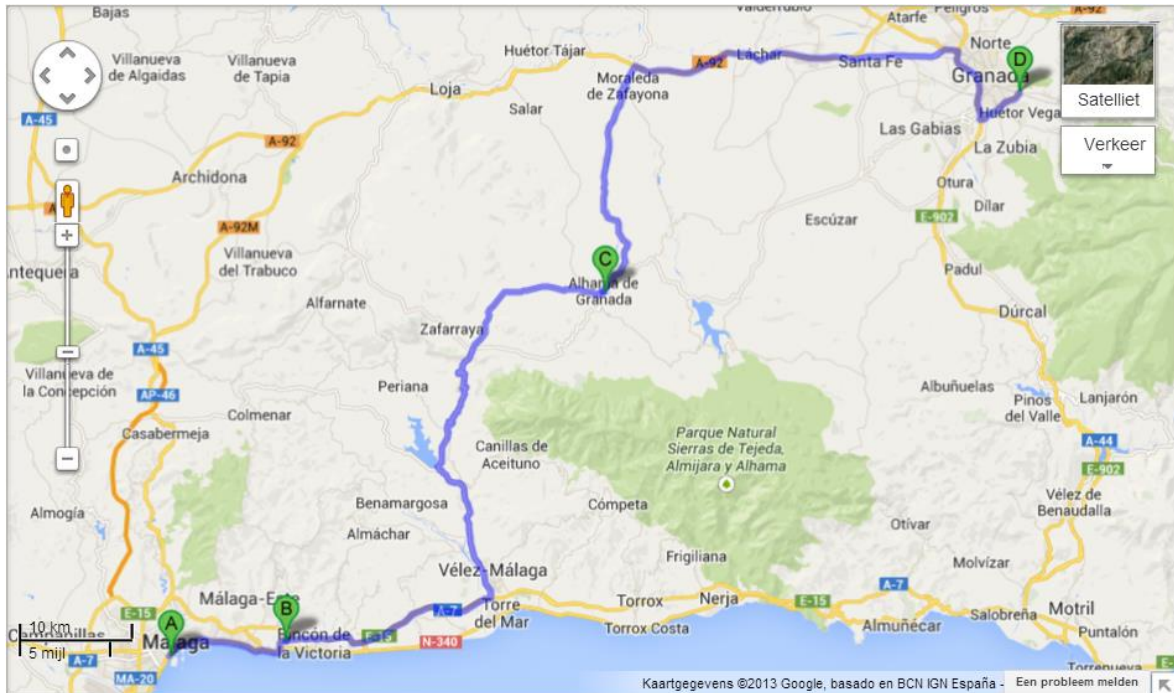 Bajas
Valderrubio
Peligros
A-92
Atarfe
Villanueva
de Algaidas
Villanueva
de Tapia
Huétor Tájar
Norte
A-92
Láchar
Santa Fe
Granada
D
Moraleda
de Zafayona
Loja
Salar
Satelliet
A-45
Huétor Vega
Las Gabias
La Zubia
Verkeer
A-92
Archidona
Otura
Dílar
E-902
Escúzar
A-92M
Villanueva
del Trabuco
C
Antequera
Padul
Alhama de
Granada
Alfarnate
Dúrcal
Zafarraya
A-45
Villanueva de
la Concepción
AP-46
Periana
Albuñuelas
Lanjarón
Pinos
del Valle
Colmenar
Casabermeja
Canillas de
Aceituno
Parque Natural
Sierras de Tejeda,
Almijara y Alhama
A-44
E-902
Benamargosa
Cómpeta
Vélez de
Benaudalla
Almogía
Almáchar
Otívar
Frigiliana
Molvízar
Vélez-Málaga
A-7
E-15
Málaga-Este
A-7
Torre
del Mar
Torrox
Nerja
E-15
Salobreña
Motril
A
B
10 km
Campanillas
Málaga
Rincón de
la Victoria
E-15
N-340
Torrox Costa
Almuñécar
Puntalón
5 mijl
A-7
MA-20
Torrenueva
E-15
Kaartgegevens ©2013 Google, basado en BCN IGN España -
Een probleem melden